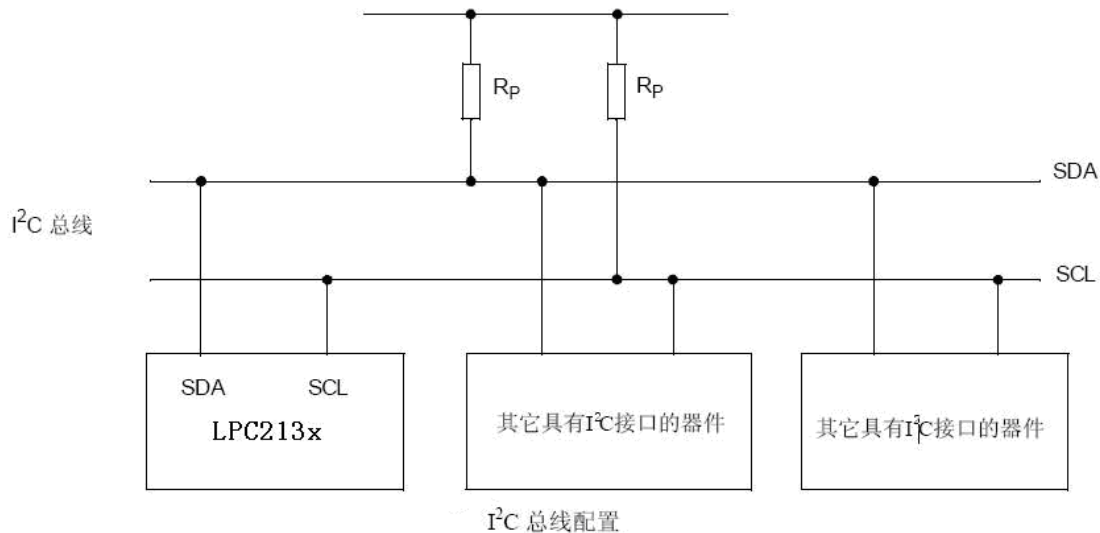 R_P R_P
SDA
I²C 总线
SCL
SDA SCL
LPC213x
其它具有I²C接口的器件 其它具有I²C接口的器件
I²C 总线配置